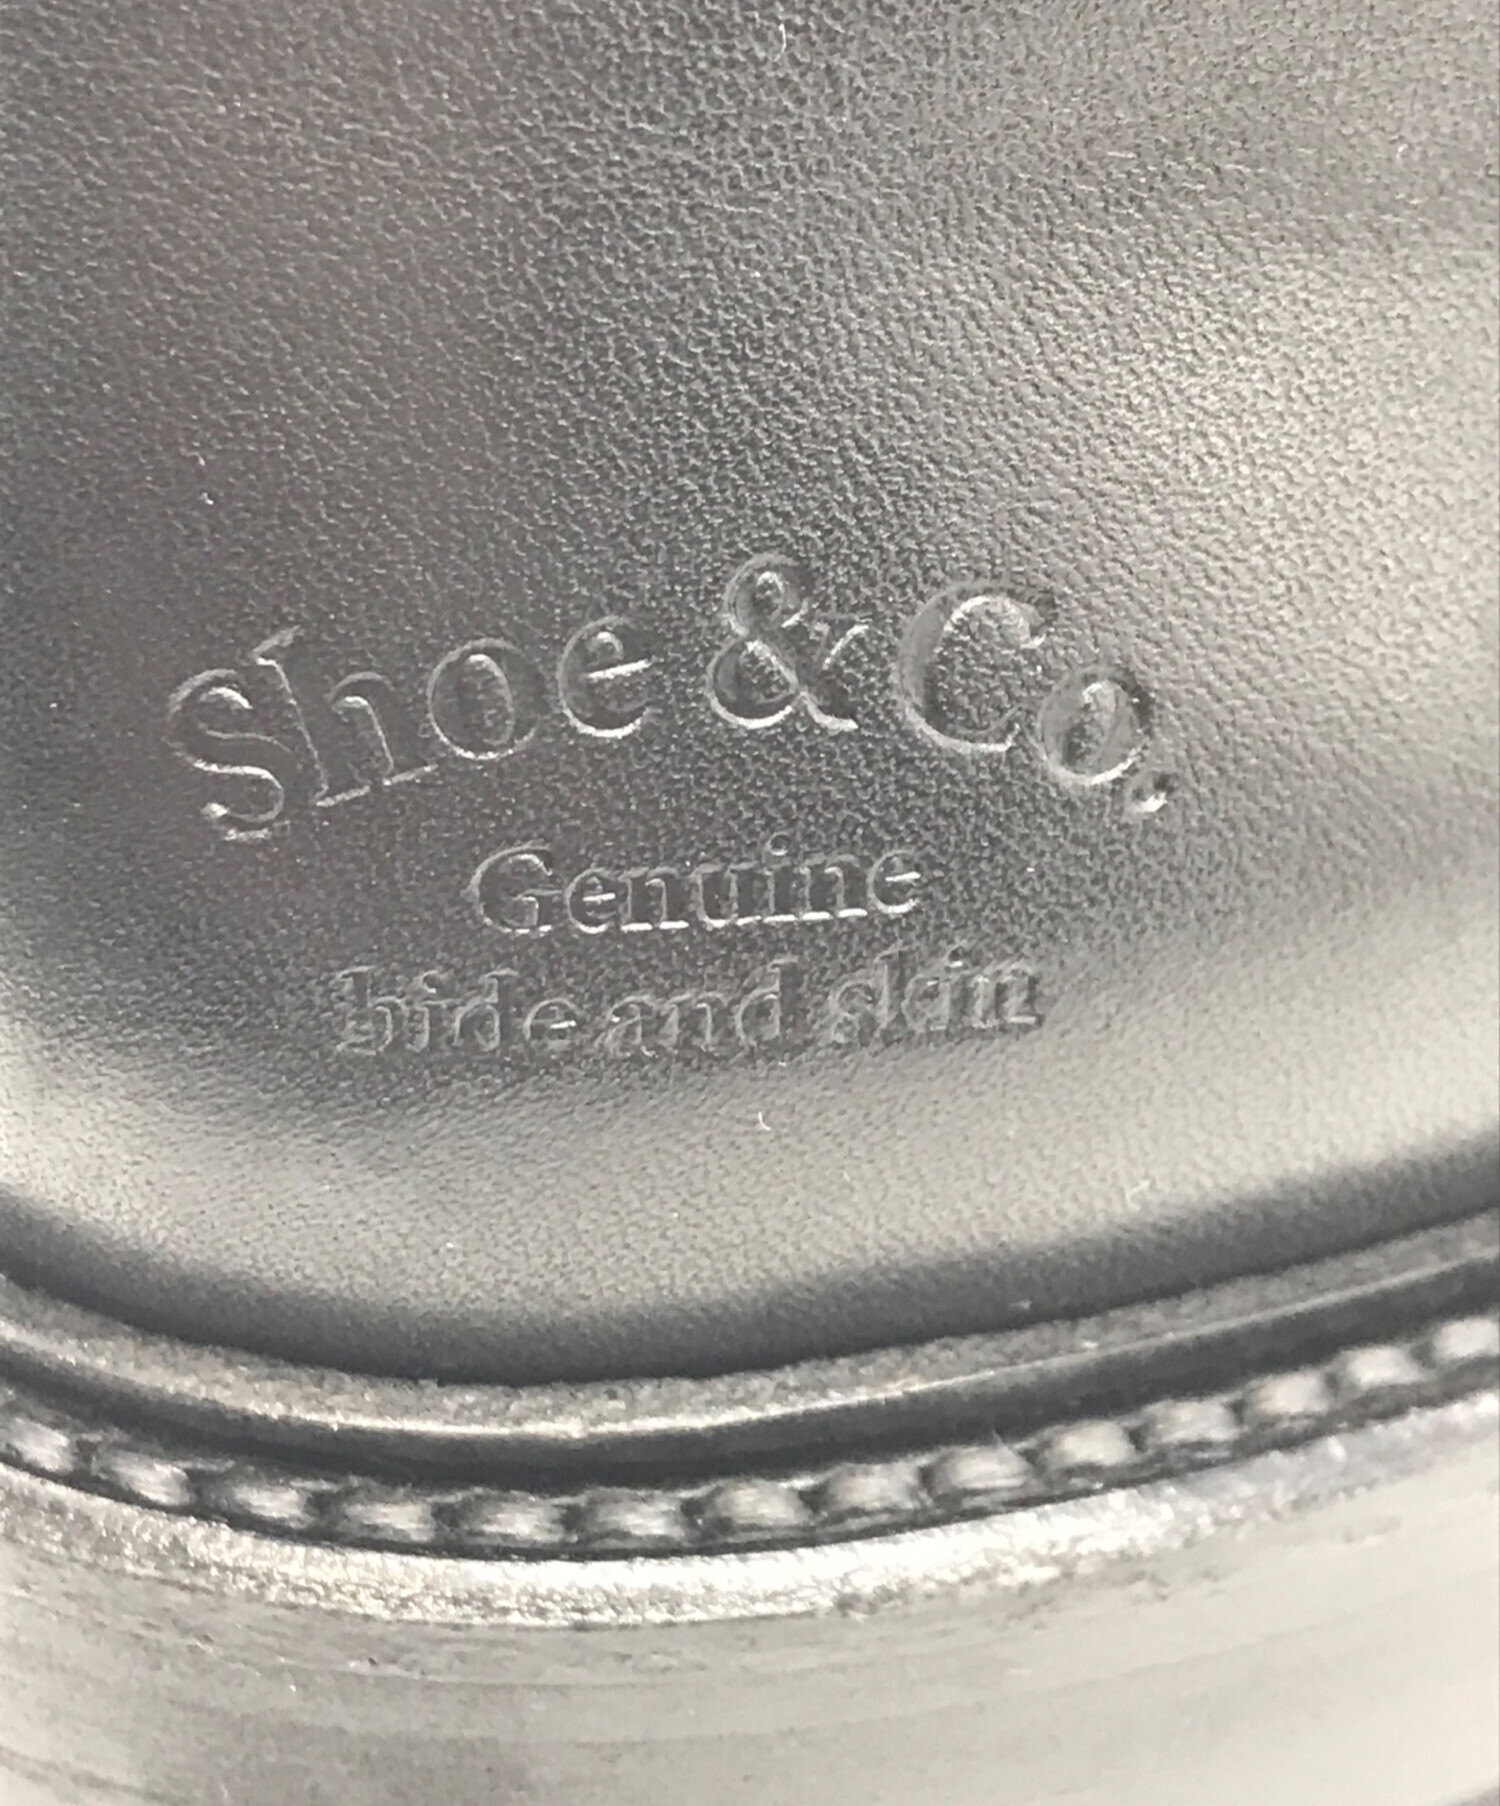 Shoe & Co.
Genuine
hide and skin